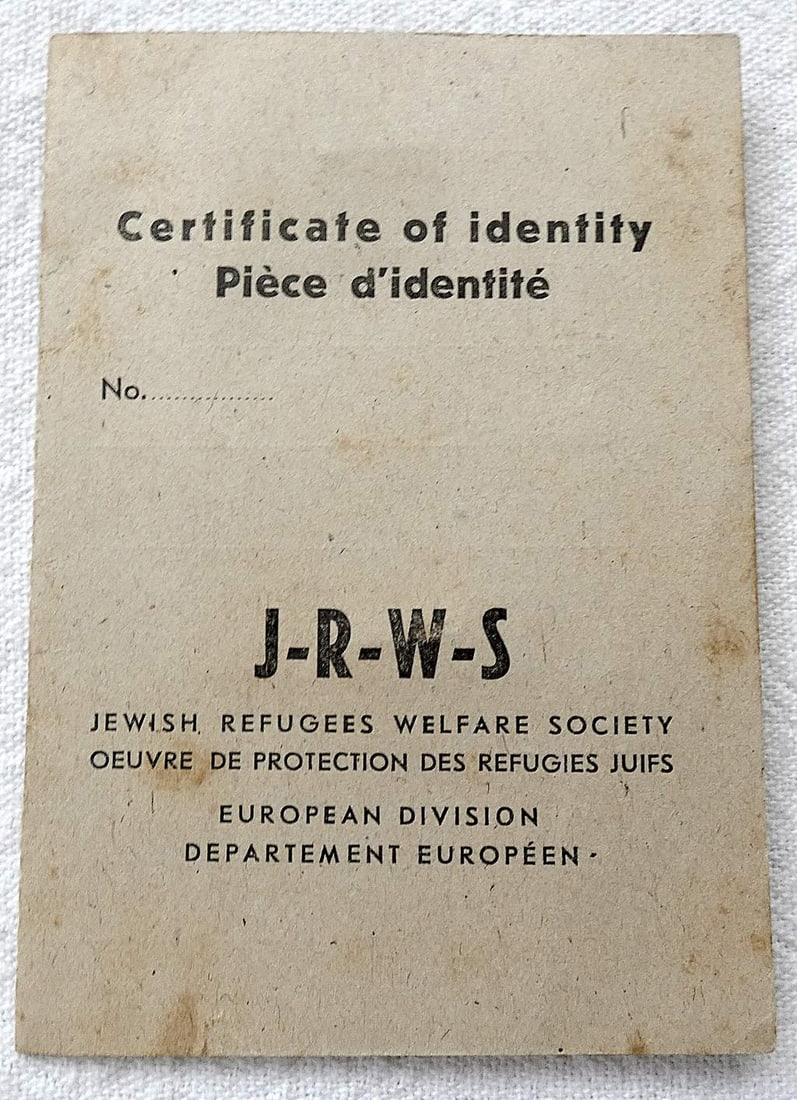 Certificate of identity
Pièce d'identité
No.................
J-R-W-S
JEWISH REFUGEES WELFARE SOCIETY
OEUVRE DE PROTECTION DES REFUGIES JUIFS
EUROPEAN DIVISION
DEPARTEMENT EUROPÉEN